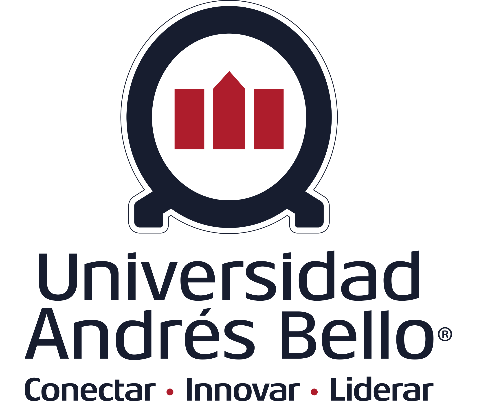 Universidad
Andrés Bello®
Conectar • Innovar • Liderar